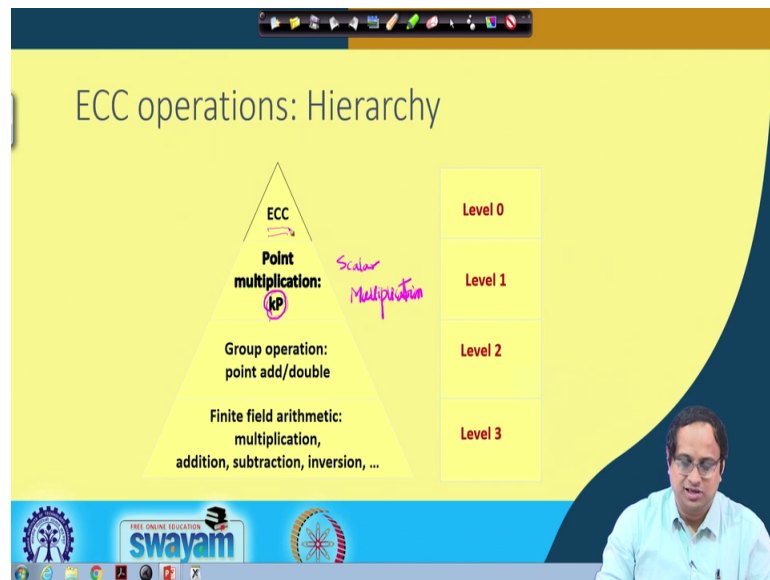 ECC operations: Hierarchy
ECC
Level 0
Point
multiplication:
kP
Scalar
Multiplication
Level 1
Group operation:
point add/double
Level 2
Finite field arithmetic:
multiplication,
addition, subtraction, inversion, ...
Level 3
FREE ONLINE EDUCATION
swayam